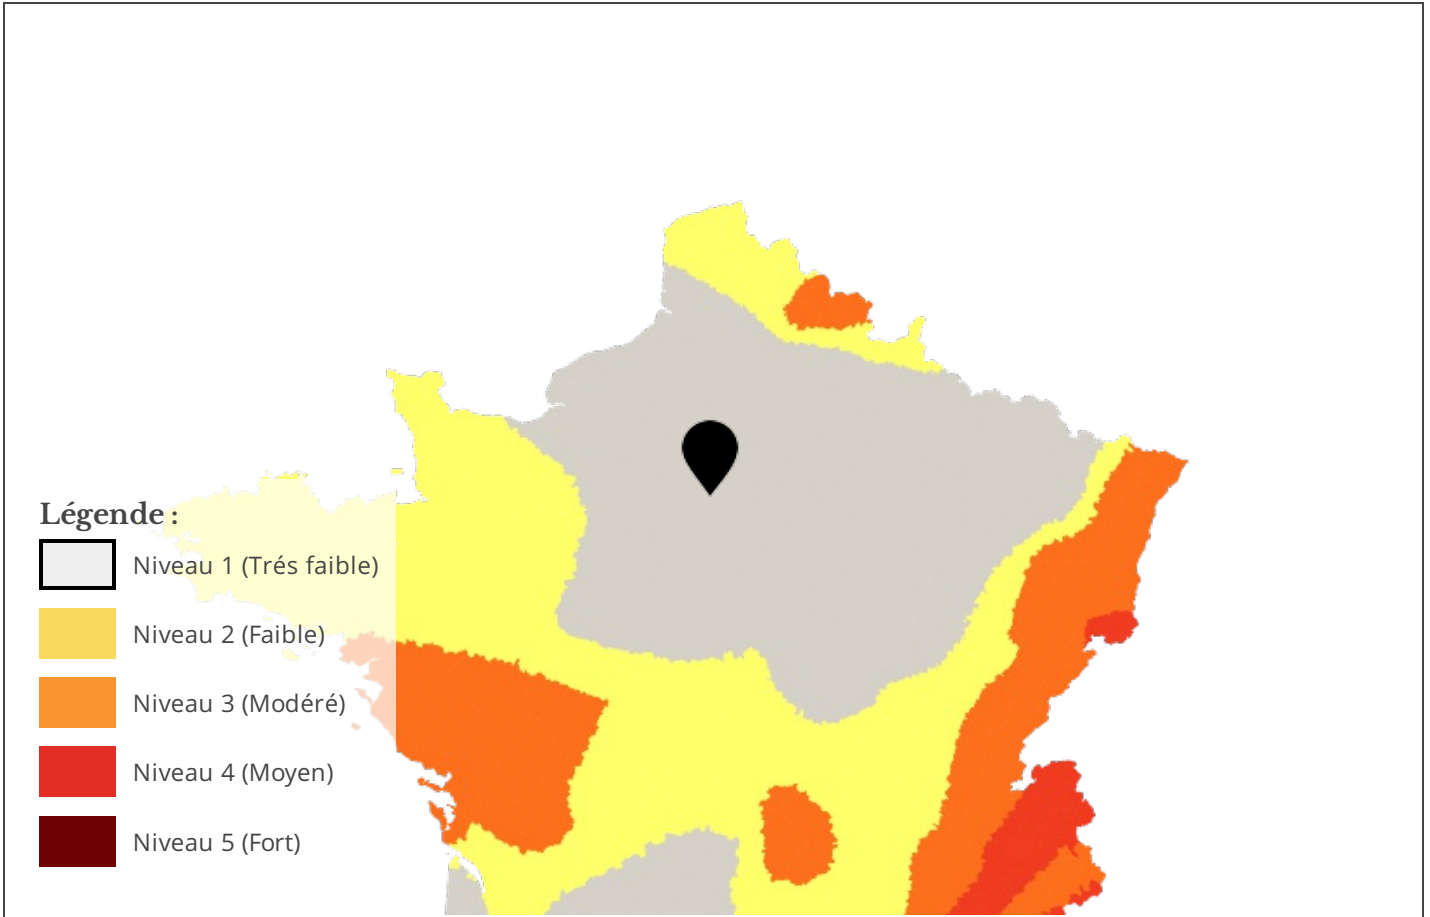 Légende :
Niveau 1 (Trés faible)
Niveau 2 (Faible)
Niveau 3 (Modéré)
Niveau 4 (Moyen)
Niveau 5 (Fort)